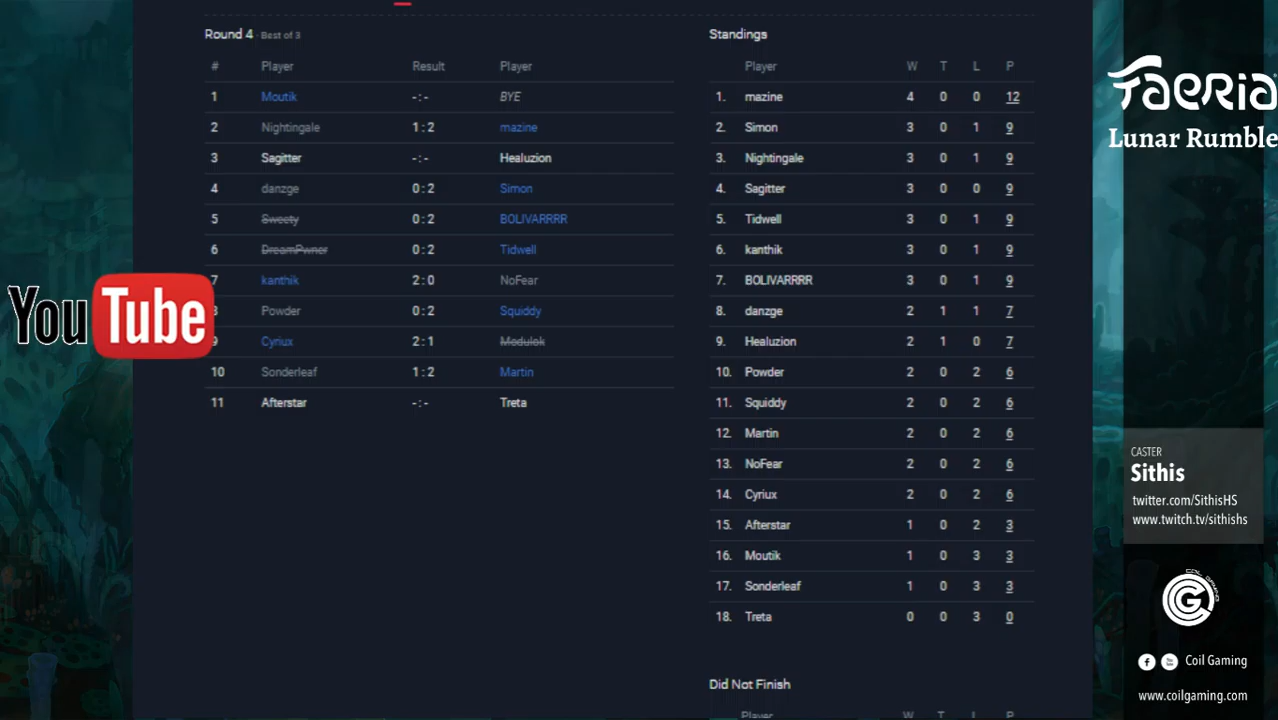 Round 4 - Best of 3
# Player Result Player
1 Moutik -:- BYE
2 Nightingale 1:2 mazine
3 Sagitter -:- Healuzion
4 danzge 0:2 Simon
5 Sweety 0:2 BOLIVARRRR
6 DreamPwner 0:2 Tidwell
7 kanthik 2:0 NoFear
8 Powder 0:2 Squiddy
9 Cyriux 2:1 Modulok
10 Sonderleaf 1:2 Martin
11 Afterstar -:- Treta
Standings
Player W T L P
1. mazine 4 0 0 12
2. Simon 3 0 1 9
3. Nightingale 3 0 1 9
4. Sagitter 3 0 0 9
5. Tidwell 3 0 1 9
6. kanthik 3 0 1 9
7. BOLIVARRRR 3 0 1 9
8. danzge 2 1 1 7
9. Healuzion 2 1 0 7
10. Powder 2 0 2 6
11. Squiddy 2 0 2 6
12. Martin 2 0 2 6
13. NoFear 2 0 2 6
14. Cyriux 2 0 2 6
15. Afterstar 1 0 2 3
16. Moutik 1 0 3 3
17. Sonderleaf 1 0 3 3
18. Treta 0 0 3 0
Did Not Finish
Player W T L P
YouTube
Faeria
Lunar Rumble
CASTER
Sithis
twitter.com/SithisHS
www.twitch.tv/sithishs
COIL GAMING
Coil Gaming
www.coilgaming.com